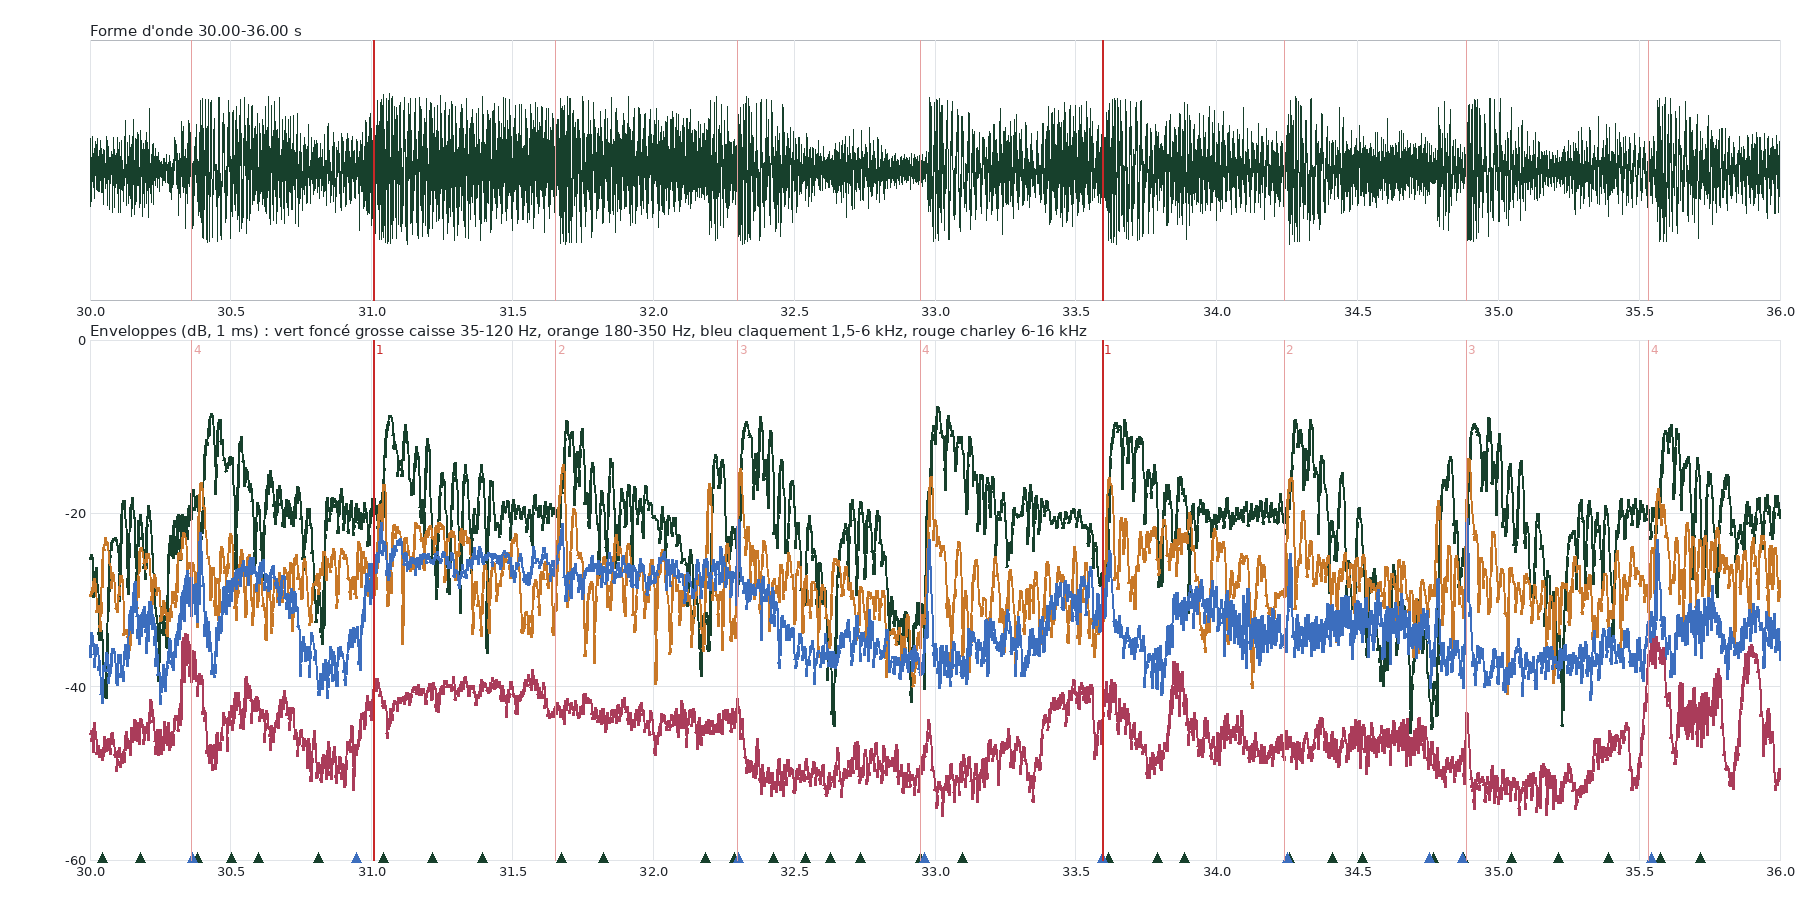 Forme d'onde 30.00-36.00 s
30.0 30.5 31.0 31.5 32.0 32.5 33.0 33.5 34.0 34.5 35.0 35.5 36.0
Enveloppes (dB, 1 ms) : vert foncé grosse caisse 35-120 Hz, orange 180-350 Hz, bleu claquement 1,5-6 kHz, rouge charley 6-16 kHz
0
4 1 2 3 4 1 2 3 4
-20
-40
-60
30.0 30.5 31.0 31.5 32.0 32.5 33.0 33.5 34.0 34.5 35.0 35.5 36.0